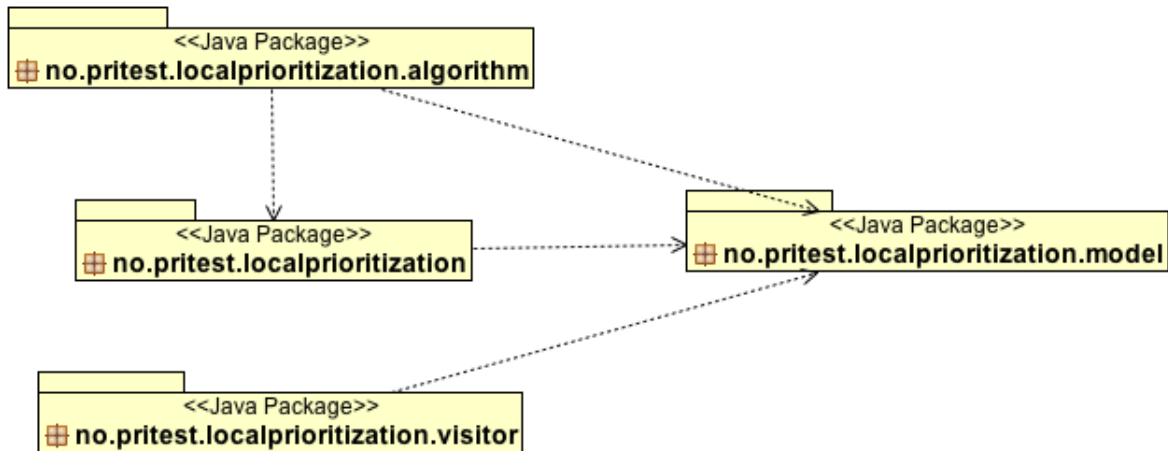 <<Java Package>>
no.pritest.localprioritization.algorithm
<<Java Package>>
no.pritest.localprioritization
<<Java Package>>
no.pritest.localprioritization.model
<<Java Package>>
no.pritest.localprioritization.visitor